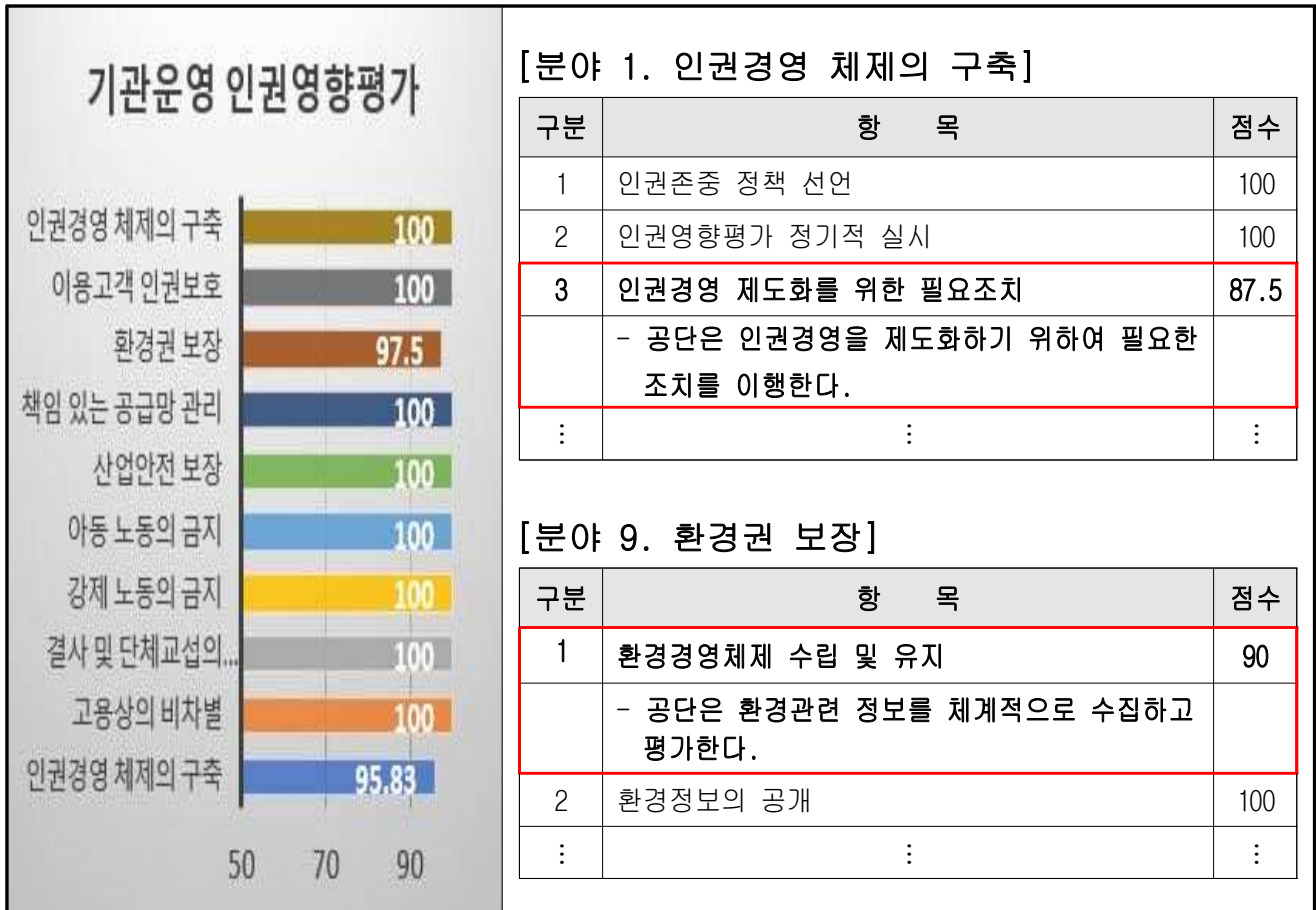 기관운영 인권영향평가
인권경영 체제의 구축 100
이용고객 인권보호 100
환경권 보장 97.5
책임 있는 공급망 관리 100
산업안전 보장 100
아동 노동의 금지 100
강제 노동의 금지 100
결사 및 단체교섭의... 100
고용상의 비차별 100
인권경영 체제의 구축 95.83
50 70 90
[분야 1. 인권경영 체제의 구축]
구분 항 목 점수
1 인권존중 정책 선언 100
2 인권영향평가 정기적 실시 100
3 인권경영 제도화를 위한 필요조치 87.5
- 공단은 인권경영을 제도화하기 위하여 필요한
조치를 이행한다.
⋮ ⋮ ⋮
[분야 9. 환경권 보장]
구분 항 목 점수
1 환경경영체제 수립 및 유지 90
- 공단은 환경관련 정보를 체계적으로 수집하고
평가한다.
2 환경정보의 공개 100
⋮ ⋮ ⋮